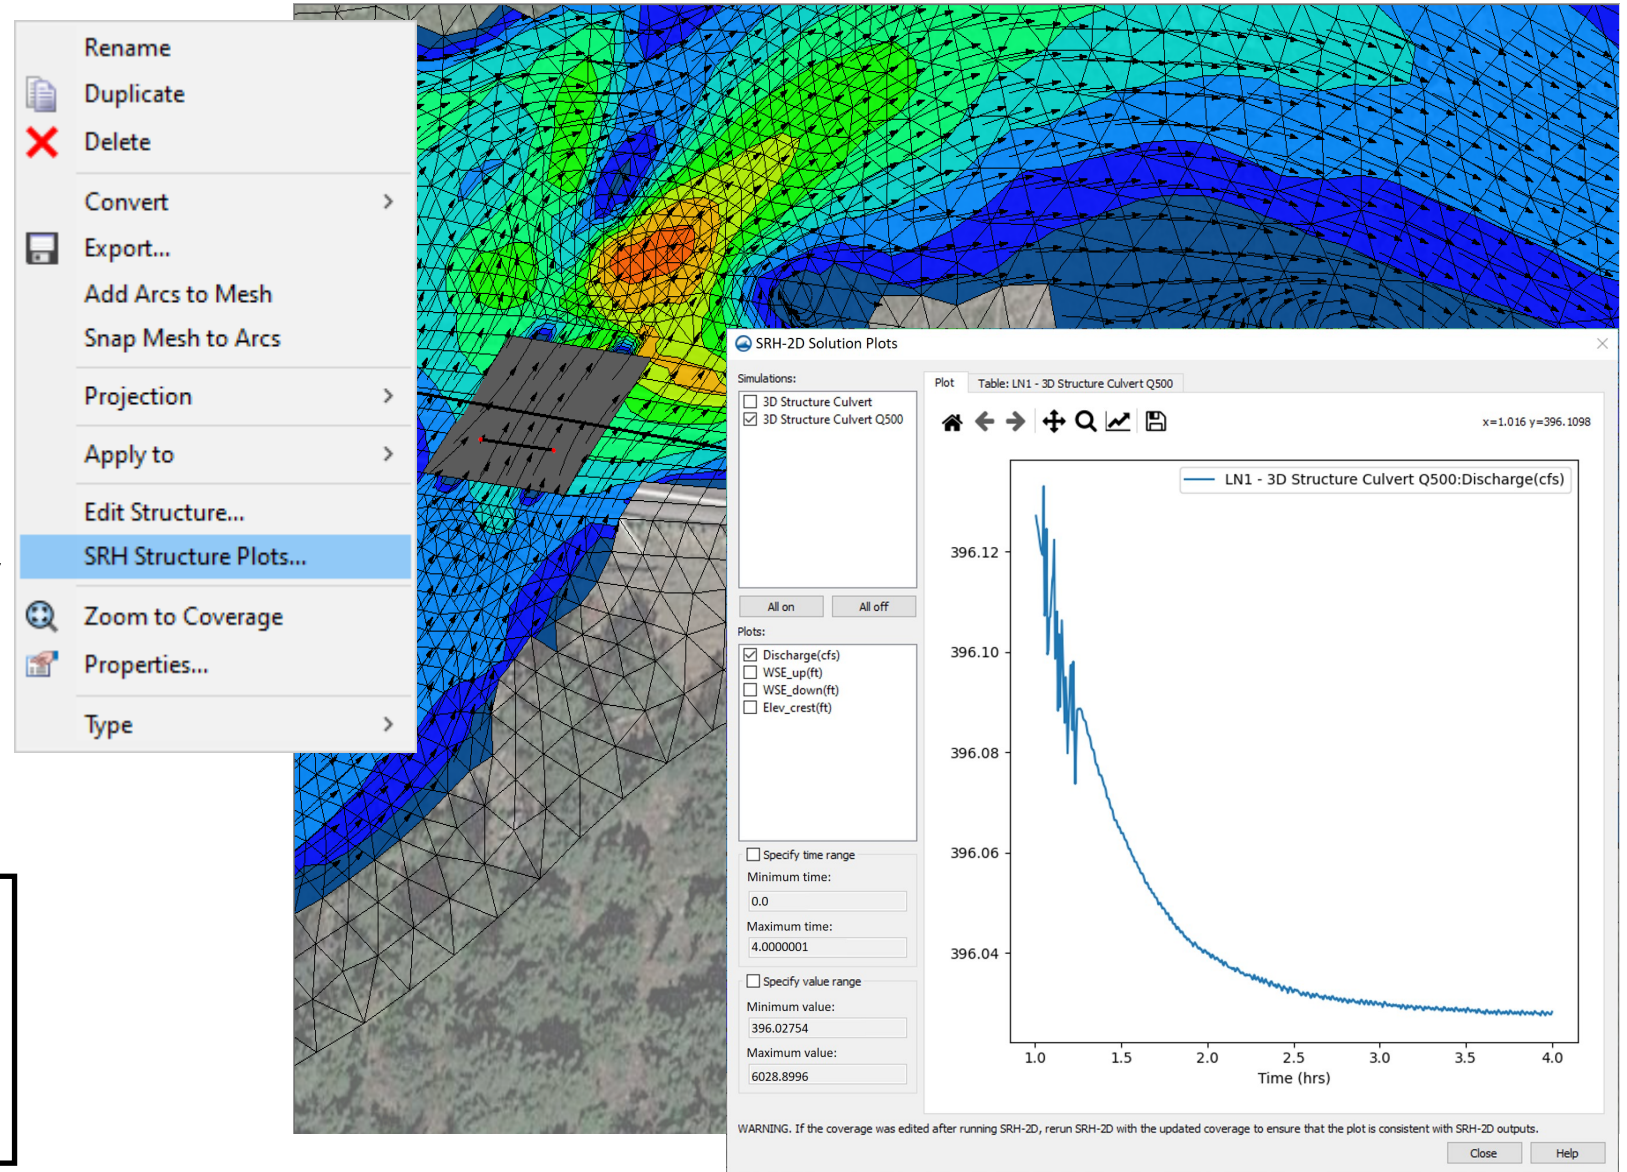 Rename
Duplicate
Delete
Convert
Export...
Add Arcs to Mesh
Snap Mesh to Arcs
Projection
Apply to
Edit Structure...
SRH Structure Plots...
Zoom to Coverage
Properties...
Type
SRH-2D Solution Plots
Simulations:
3D Structure Culvert
3D Structure Culvert Q500
All on
All off
Plots:
Discharge(cfs)
WSE_up(ft)
WSE_down(ft)
Elev_crest(ft)
Specify time range
Minimum time:
0.0
Maximum time:
4.0000001
Specify value range
Minimum value:
396.02754
Maximum value:
6028.8996
Plot
Table: LN1 - 3D Structure Culvert Q500
x=1.016 y=396.1098
LN1 - 3D Structure Culvert Q500:Discharge(cfs)
396.12
396.10
396.08
396.06
396.04
1.0 1.5 2.0 2.5 3.0 3.5 4.0
Time (hrs)
WARNING. If the coverage was edited after running SRH-2D, rerun SRH-2D with the updated coverage to ensure that the plot is consistent with SRH-2D outputs.
Close
Help